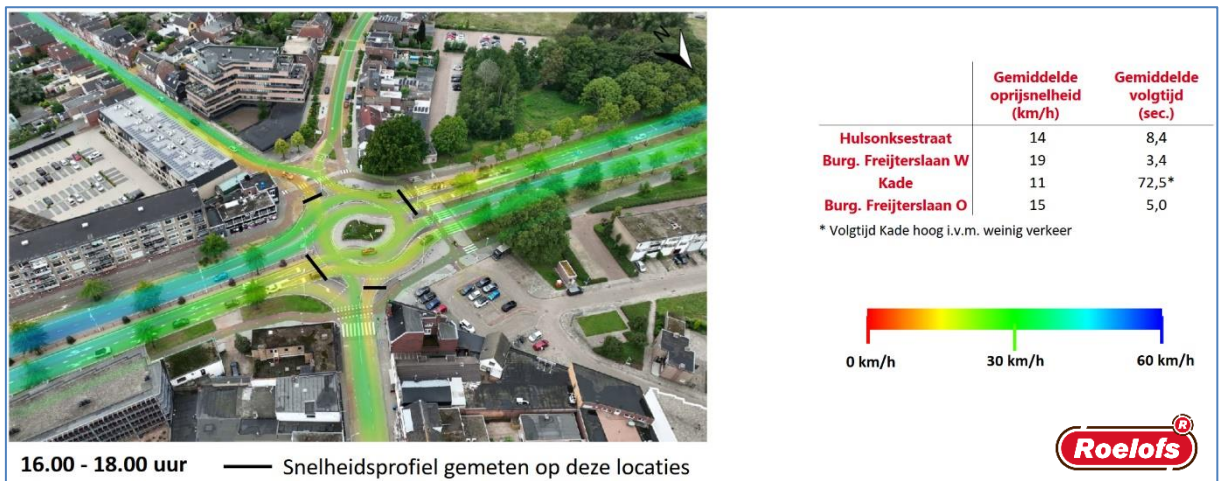 N
Gemiddelde oprijsnelheid (km/h) Gemiddelde volgtijd (sec.)
Hulsonksestraat 14 8,4
Burg. Freijterslaan W 19 3,4
Kade 11 72,5*
Burg. Freijterslaan O 15 5,0
* Volgtijd Kade hoog i.v.m. weinig verkeer
0 km/h 30 km/h 60 km/h
Roelofs ®
16.00 - 18.00 uur Snelheidsprofiel gemeten op deze locaties